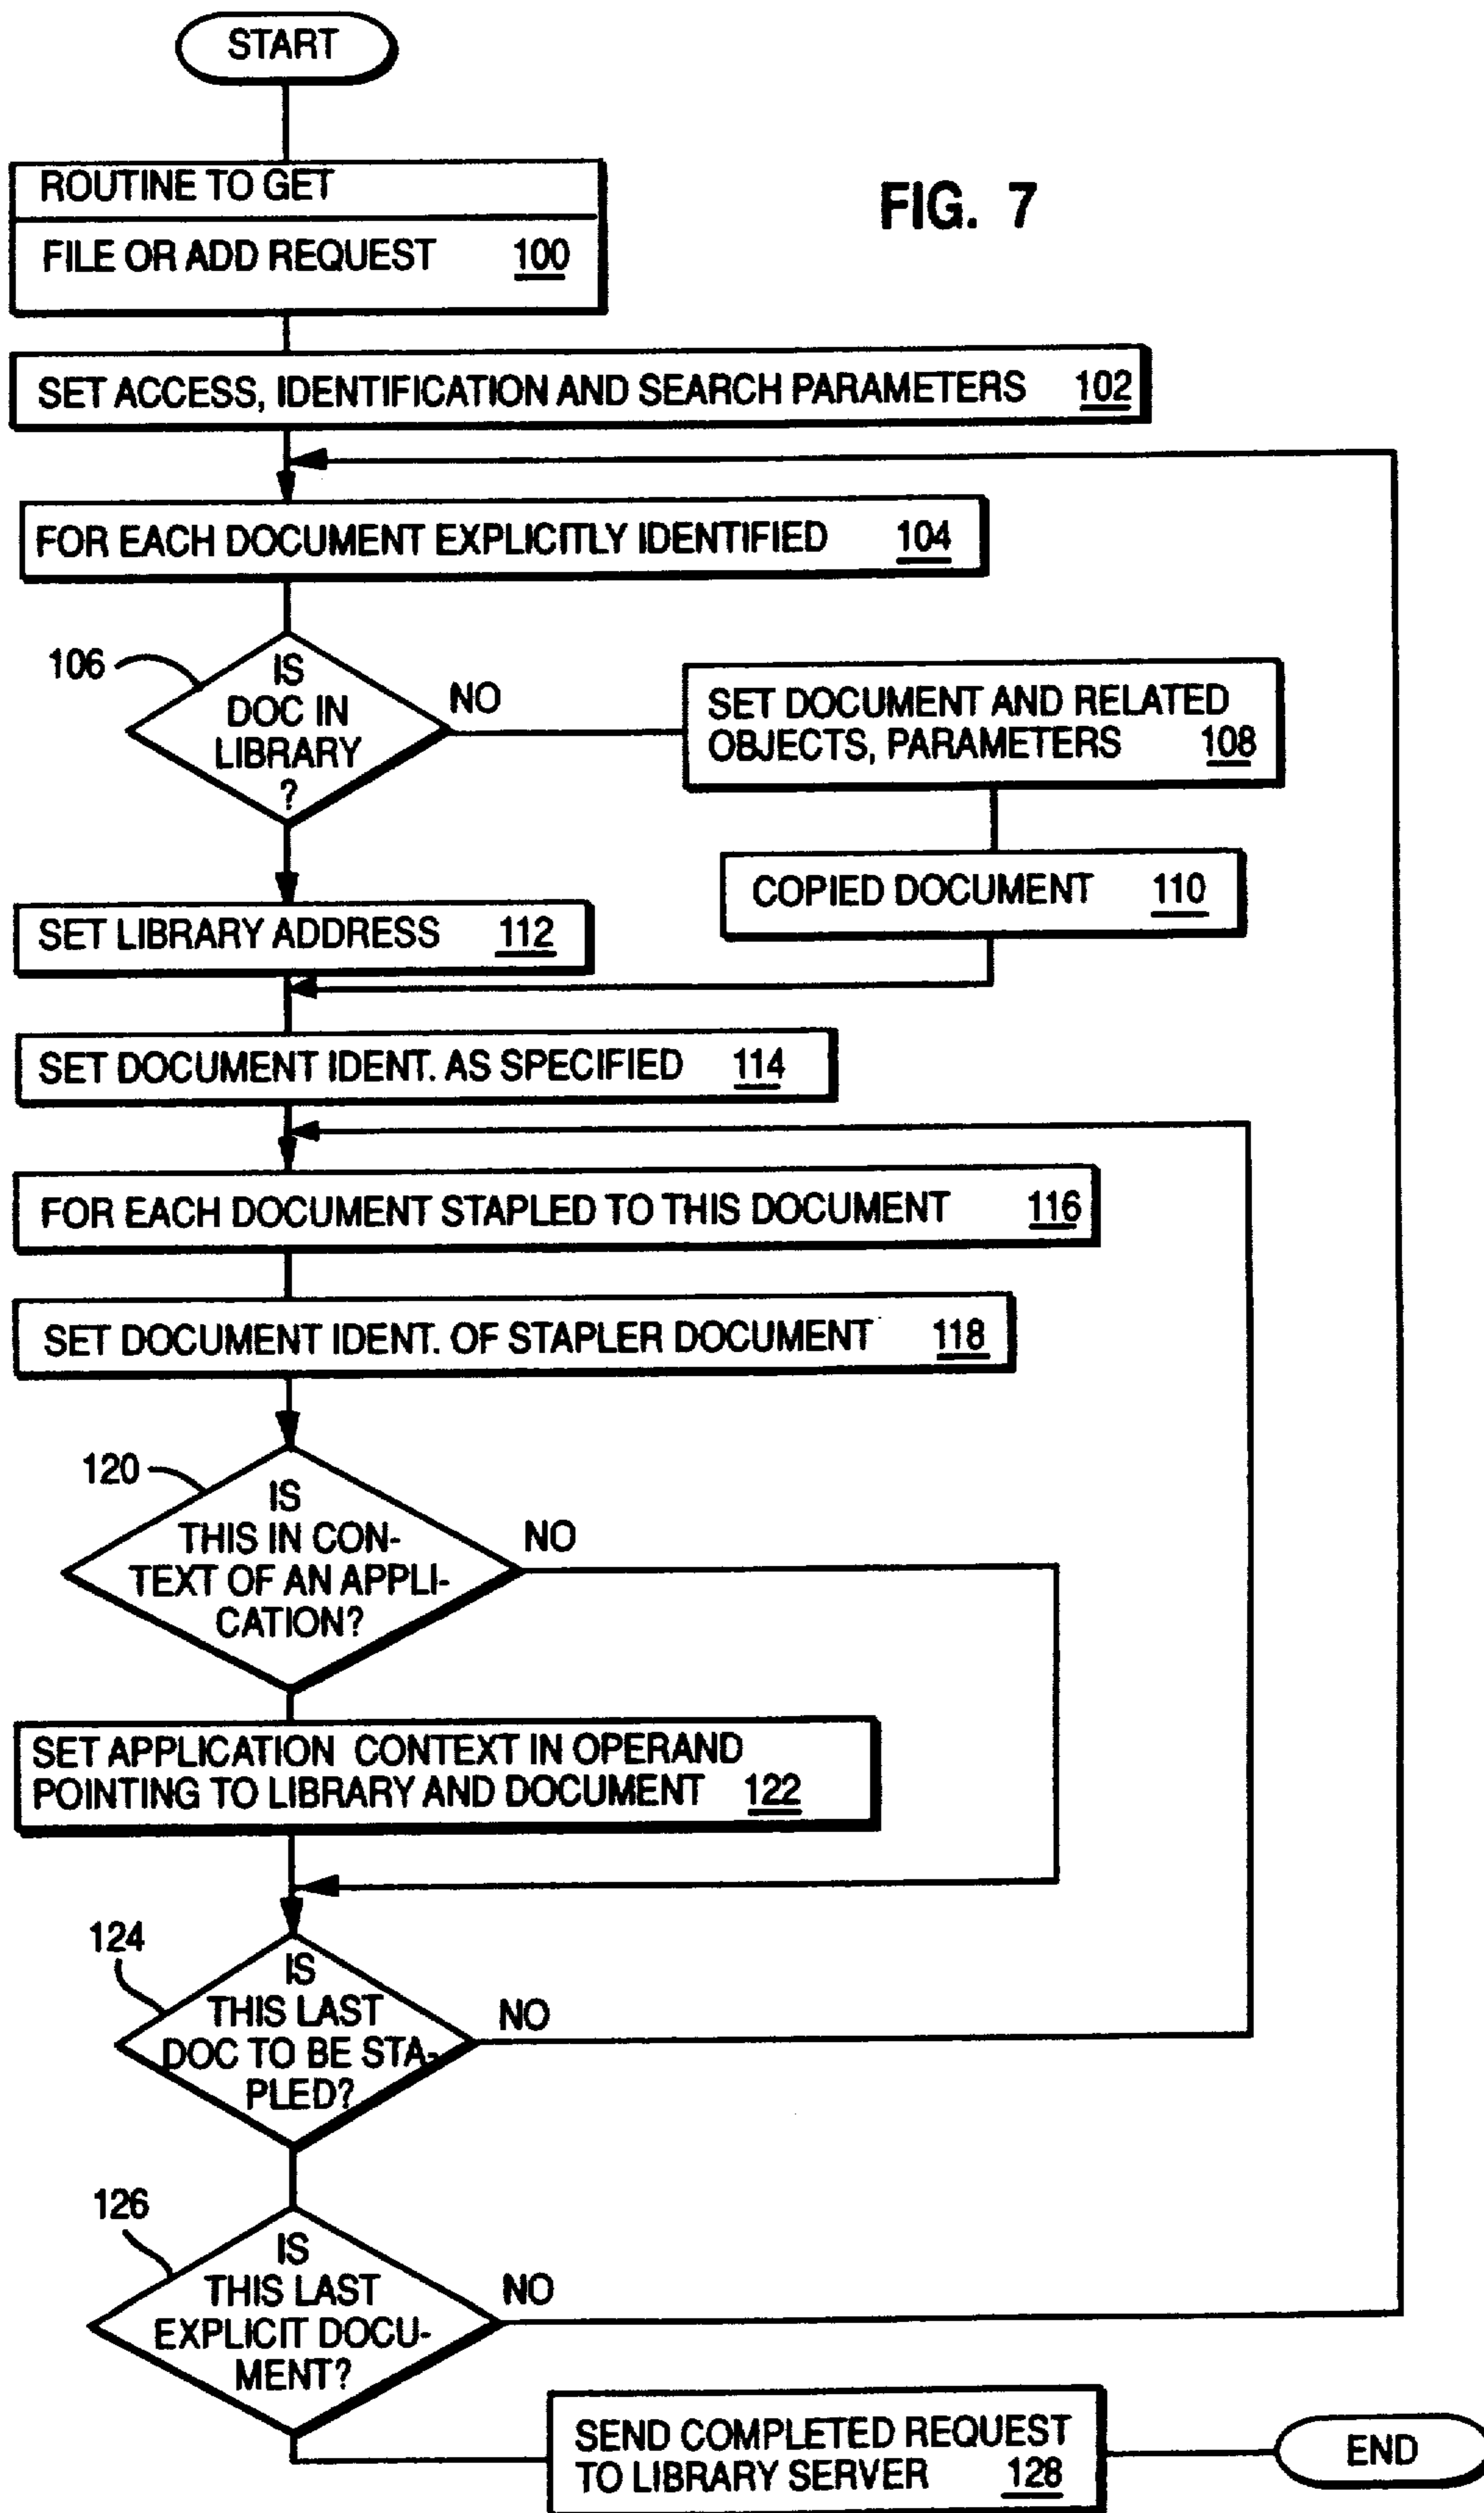 START
ROUTINE TO GET
FILE OR ADD REQUEST 100
FIG. 7
SET ACCESS, IDENTIFICATION AND SEARCH PARAMETERS 102
FOR EACH DOCUMENT EXPLICITLY IDENTIFIED 104
106
IS
DOC IN
LIBRARY
?
NO
SET DOCUMENT AND RELATED
OBJECTS, PARAMETERS 108
COPIED DOCUMENT 110
SET LIBRARY ADDRESS 112
SET DOCUMENT IDENT. AS SPECIFIED 114
FOR EACH DOCUMENT STAPLED TO THIS DOCUMENT 116
SET DOCUMENT IDENT. OF STAPLER DOCUMENT 118
120
IS
THIS IN CON-
TEXT OF AN APPLI-
CATION?
NO
SET APPLICATION CONTEXT IN OPERAND
POINTING TO LIBRARY AND DOCUMENT 122
124
IS
THIS LAST
DOC TO BE STA-
PLED?
NO
126
IS
THIS LAST
EXPLICIT DOCU-
MENT?
NO
SEND COMPLETED REQUEST
TO LIBRARY SERVER 128
END